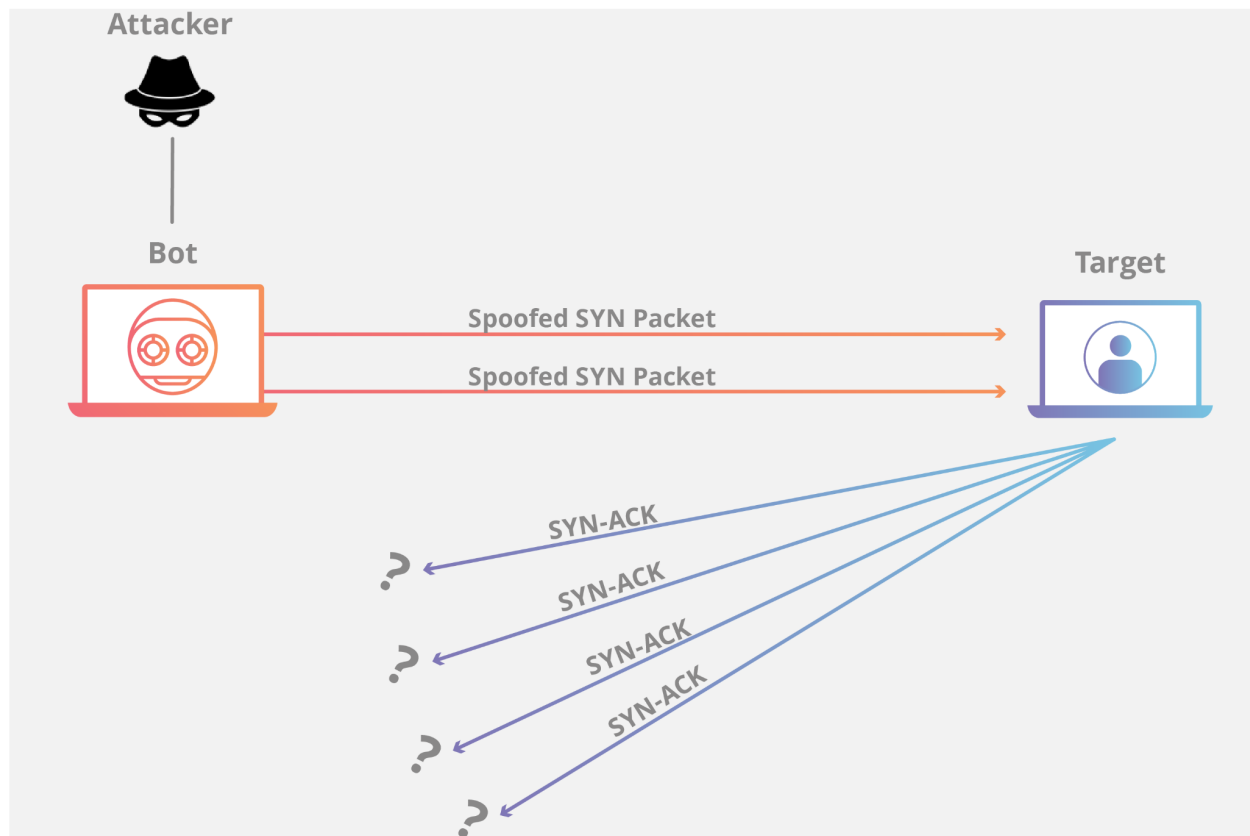 Attacker
Bot
Target
Spoofed SYN Packet
Spoofed SYN Packet
SYN-ACK
?
SYN-ACK
?
SYN-ACK
?
SYN-ACK
?